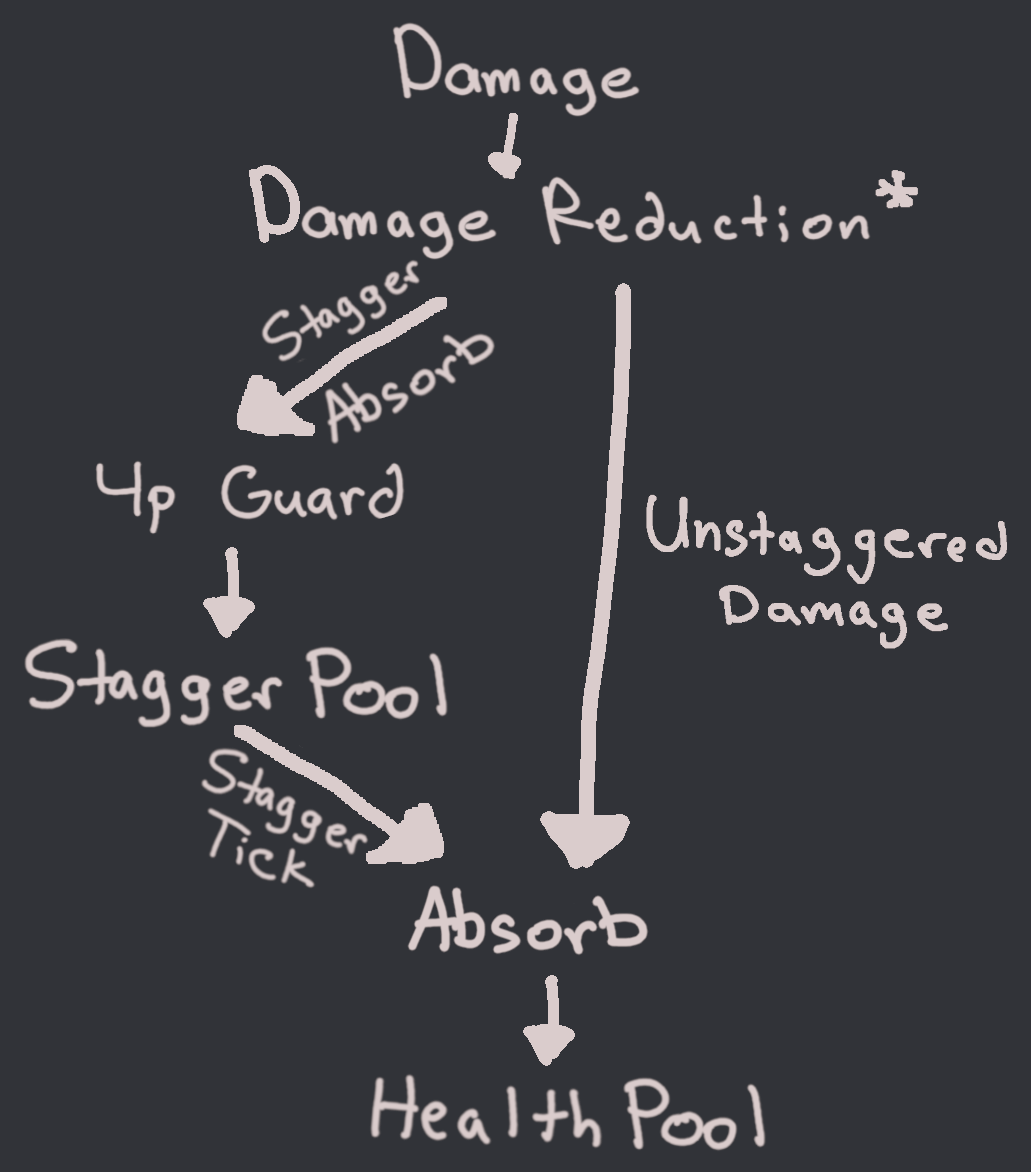 Damage
Damage Reduction*
Stagger
Absorb
4p Guard
Unstaggered
Damage
Stagger Pool
Stagger
Tick
Absorb
Health Pool